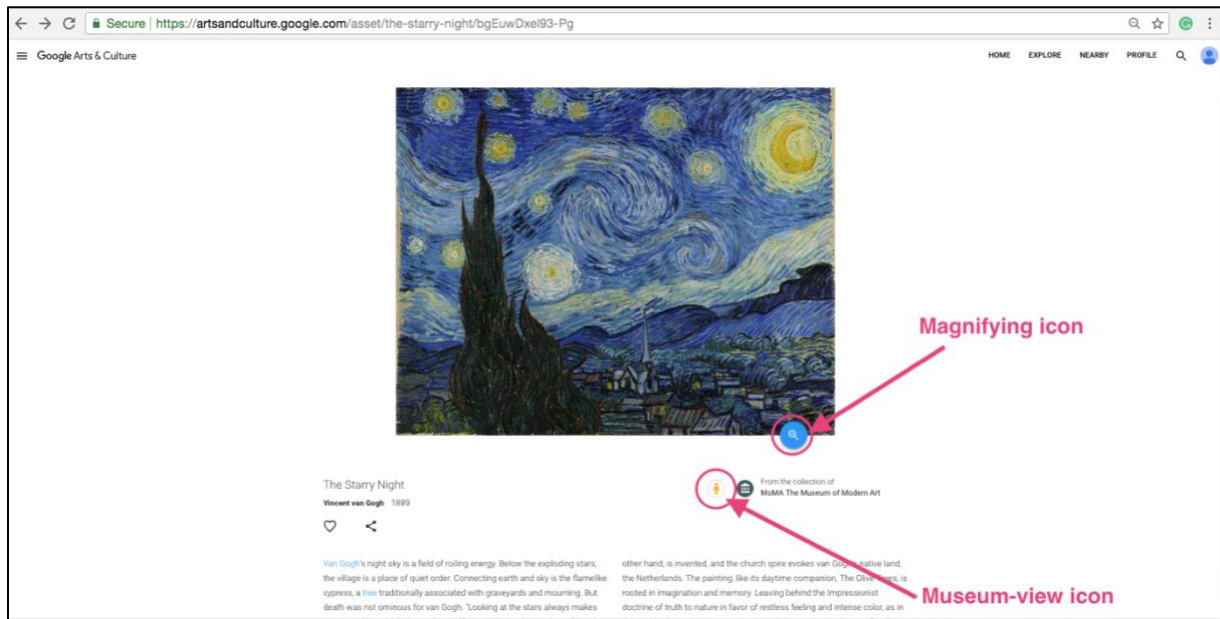 Secure | https://artsandculture.google.com/asset/the-starry-night/bgEuwDxel93-Pg
Google Arts & Culture
HOME EXPLORE NEARBY PROFILE
Magnifying icon
The Starry Night
Vincent van Gogh 1889
From the collection of
MoMA The Museum of Modern Art
Van Gogh's night sky is a field of roiling energy. Below the exploding stars,
the village is a place of quiet order. Connecting earth and sky is the flamelike
cypress, a tree traditionally associated with graveyards and mourning. But
death was not ominous for van Gogh. "Looking at the stars always makes
other hand, is invented, and the church spire evokes van Gogh's native land,
the Netherlands. The painting, like its daytime companion, The Olive Trees, is
rooted in imagination and memory. Leaving behind the Impressionist
doctrine of truth to nature in favor of restless feeling and intense color, as in
Museum-view icon